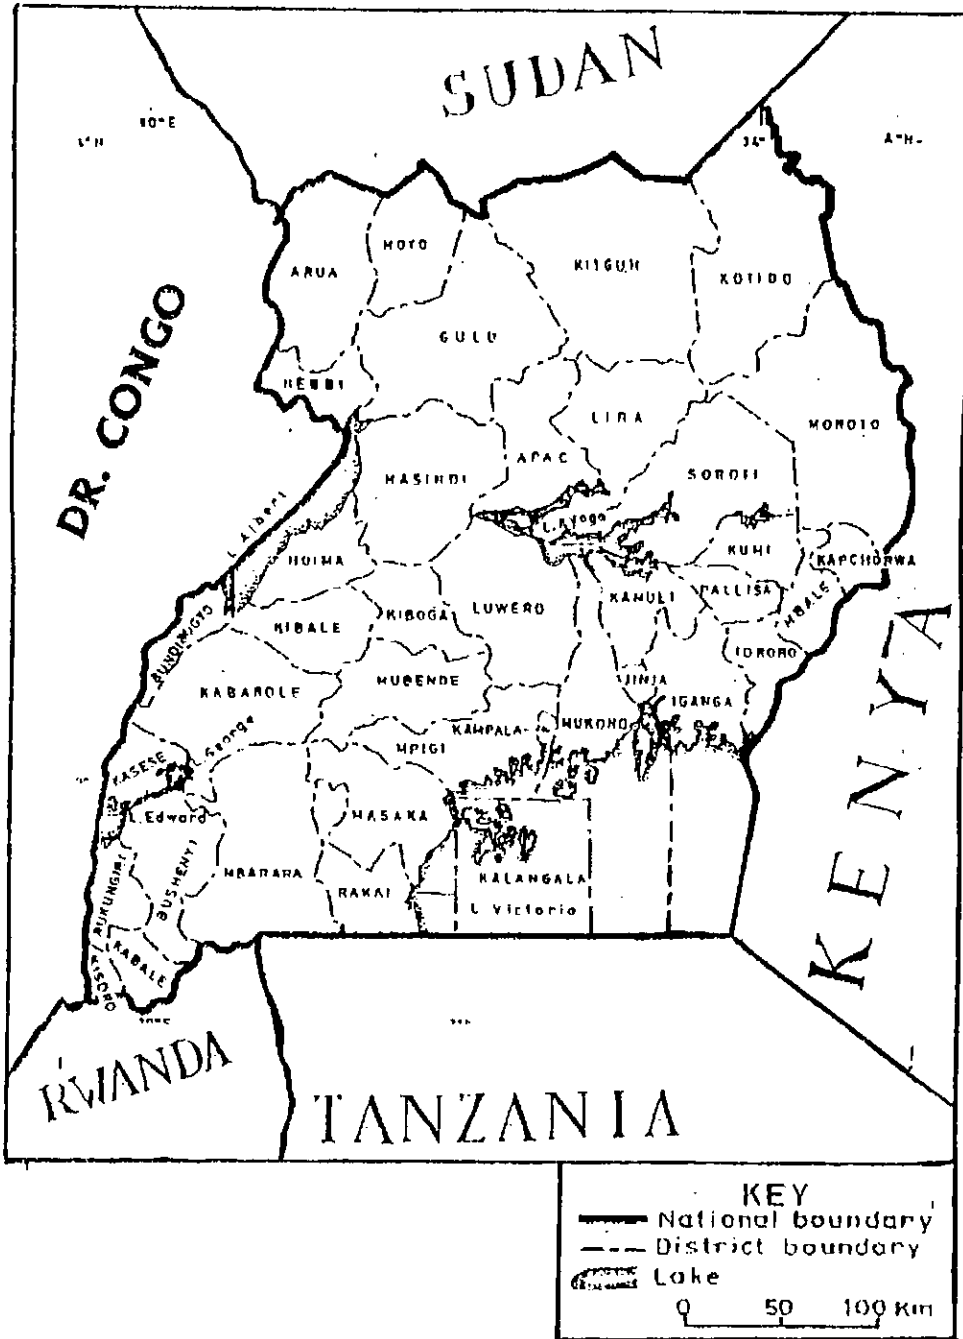 SUDAN
30°E
34°
ARUA
MOYO
KITGUM
KOTIDO
GULU
NEBBI
DR. CONGO
LIRA
MOROTO
APAC
MASINDI
SOROTI
L. Kyoga
L. Albert
HOIMA
KUMI
KAPCHORWA
BUNDIBUGYO
KIBALE
KIBOGA
LUWERO
KAMULI
PALLISA
MBALE
TORORO
KABAROLE
MUBENDE
JINJA
IGANGA
KAMPALA
MUKONO
MPIGI
L. George
KASESE
L. Edward
MASAKA
KENYA
RUKUNGIRI
BUSHENYI
MBARARA
RAKAI
KALANGALA
L. Victoria
KABALE
KISORO
RWANDA
TANZANIA
KEY
National boundary
District boundary
Lake
0 50 100 Km